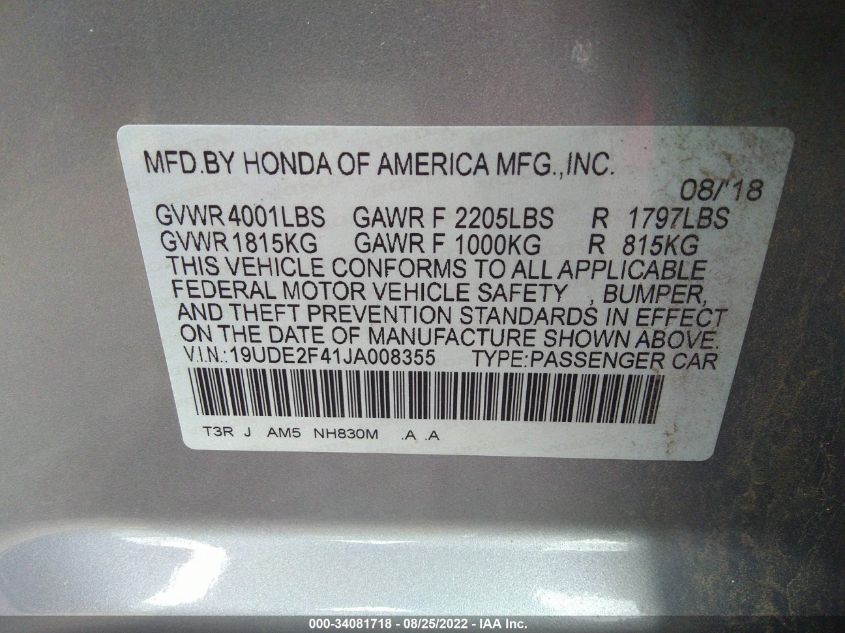 MFD.BY HONDA OF AMERICA MFG.,INC.
08/'18
GVWR 4001LBS GAWR F 2205LBS R 1797LBS
GVWR 1815KG GAWR F 1000KG R 815KG
THIS VEHICLE CONFORMS TO ALL APPLICABLE
FEDERAL MOTOR VEHICLE SAFETY , BUMPER,
AND THEFT PREVENTION STANDARDS IN EFFECT
ON THE DATE OF MANUFACTURE SHOWN ABOVE.
V.I.N.:19UDE2F41JA008355 TYPE:PASSENGER CAR
T3R J AM5 NH830M .A .A
000-34081718 - 08/25/2022 - IAA Inc.